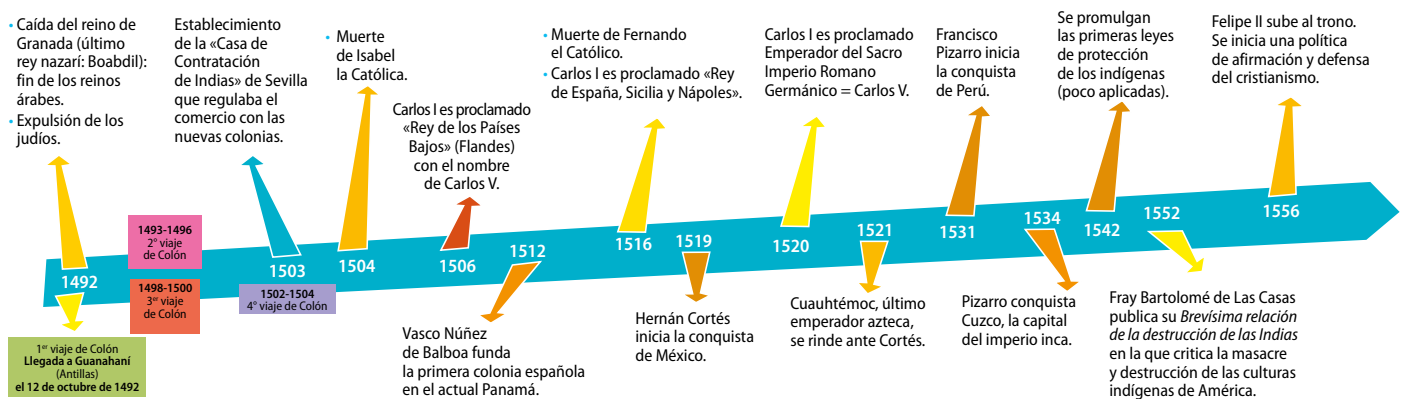 • Caída del reino de
Granada (último
rey nazarí: Boabdil):
fin de los reinos
árabes.
• Expulsión de los
judíos.
1492
1er viaje de Colón
Llegada a Guanahaní
(Antillas)
el 12 de octubre de 1492
1493-1496
2° viaje
de Colón
1498-1500
3er viaje
de Colón
Establecimiento
de la «Casa de
Contratación
de Indias» de Sevilla
que regulaba el
comercio con las
nuevas colonias.
1503
1502-1504
4° viaje de Colón
• Muerte
de Isabel
la Católica.
1504
Carlos I es proclamado
«Rey de los Países
Bajos» (Flandes)
con el nombre
de Carlos V.
1506
1512
Vasco Núñez
de Balboa funda
la primera colonia española
en el actual Panamá.
• Muerte de Fernando
el Católico.
• Carlos I es proclamado «Rey
de España, Sicilia y Nápoles».
1516
1519
Hernán Cortés
inicia la conquista
de México.
Carlos I es proclamado
Emperador del Sacro
Imperio Romano
Germánico = Carlos V.
1520
1521
Cuauhtémoc, último
emperador azteca,
se rinde ante Cortés.
Francisco
Pizarro inicia
la conquista
de Perú.
1531
1534
Pizarro conquista
Cuzco, la capital
del imperio inca.
Se promulgan
las primeras leyes
de protección
de los indígenas
(poco aplicadas).
1542
1552
Fray Bartolomé de Las Casas
publica su Brevísima relación
de la destrucción de las Indias
en la que critica la masacre
y destrucción de las culturas
indígenas de América.
Felipe II sube al trono.
Se inicia una política
de afirmación y defensa
del cristianismo.
1556